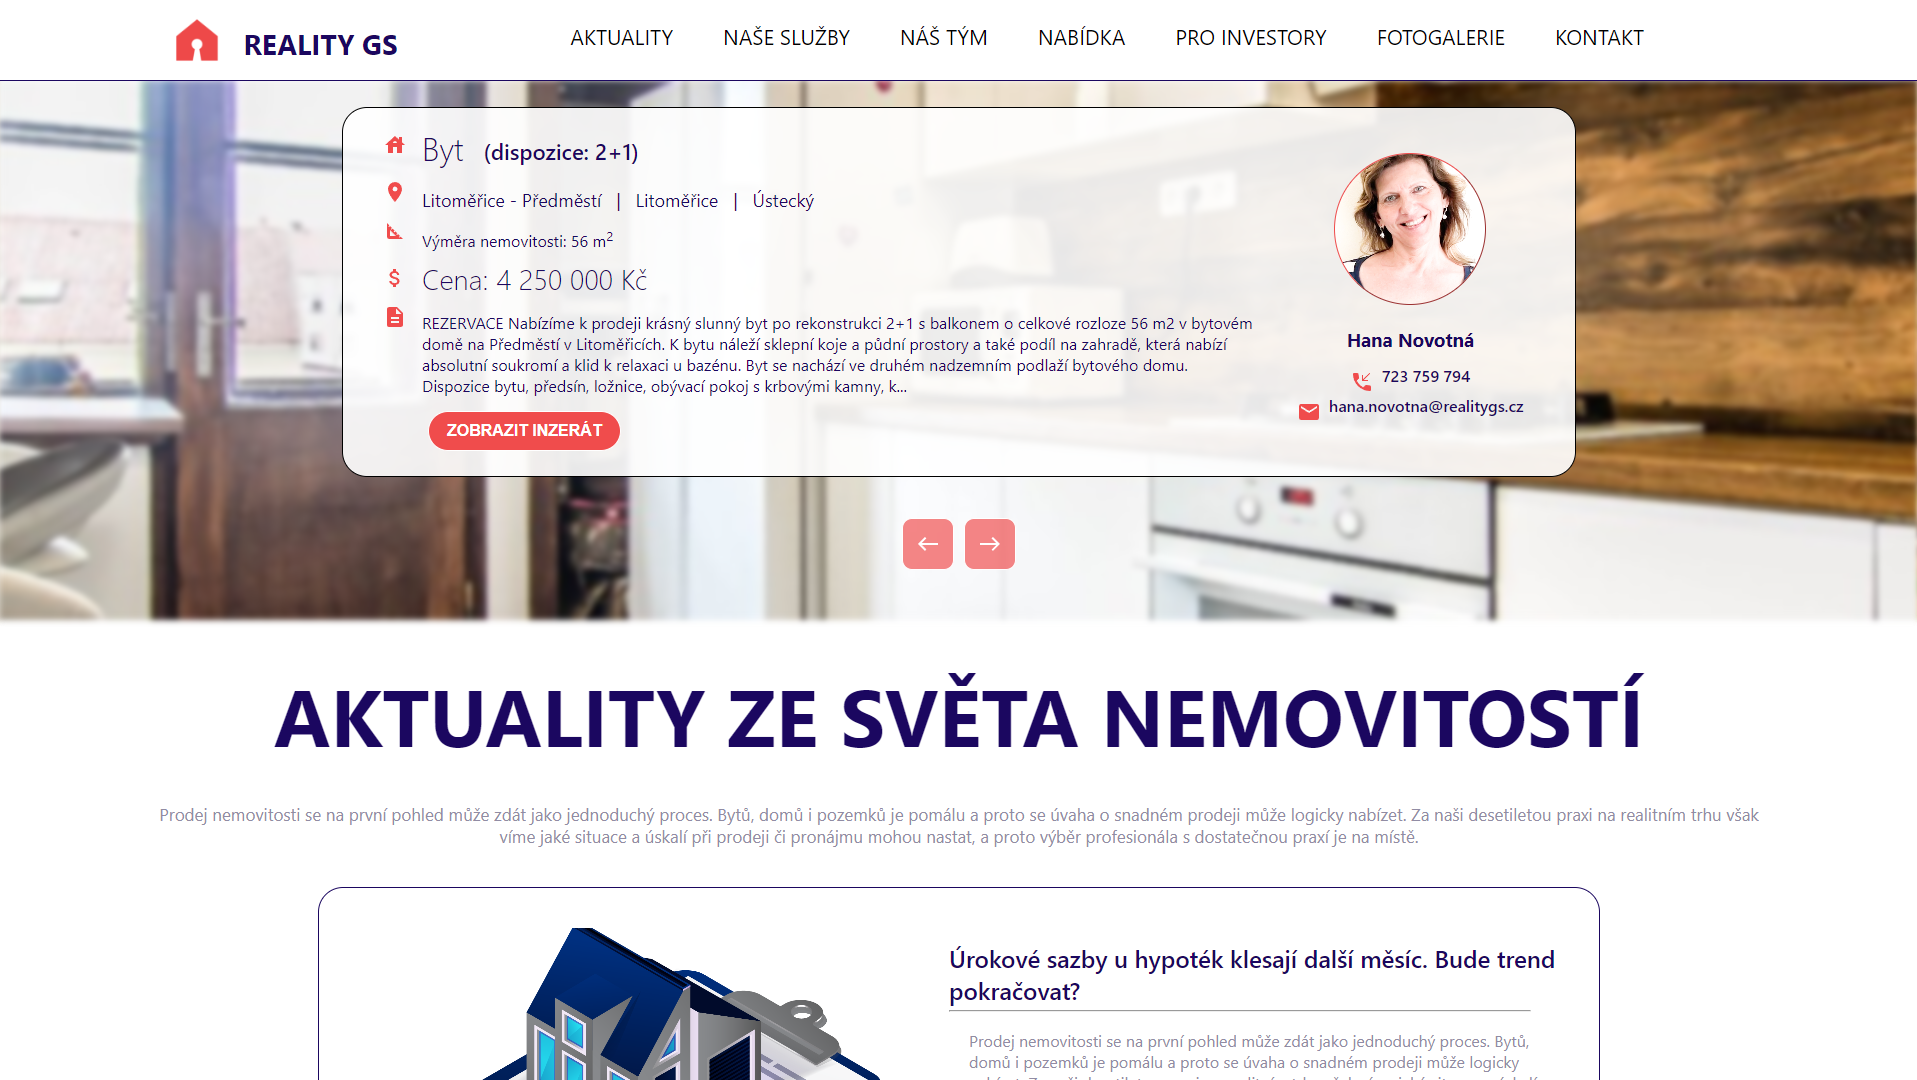 REALITY GS
AKTUALITY
NAŠE SLUŽBY
NÁŠ TÝM
NABÍDKA
PRO INVESTORY
FOTOGALERIE
KONTAKT
Byt (dispozice: 2+1)
Litoměřice - Předměstí | Litoměřice | Ústecký
Výměra nemovitosti: 56 m²
Cena: 4 250 000 Kč
REZERVACE Nabízíme k prodeji krásný slunný byt po rekonstrukci 2+1 s balkonem o celkové rozloze 56 m2 v bytovém
domě na Předměstí v Litoměřicích. K bytu náleží sklepní koje a půdní prostory a také podíl na zahradě, která nabízí
absolutní soukromí a klid k relaxaci u bazénu. Byt se nachází ve druhém nadzemním podlaží bytového domu.
Dispozice bytu, předsín, ložnice, obývací pokoj s krbovými kamny, k...
ZOBRAZIT INZERÁT
Hana Novotná
723 759 794
hana.novotna@realitygs.cz
AKTUALITY ZE SVĚTA NEMOVITOSTÍ
Prodej nemovitosti se na první pohled může zdát jako jednoduchý proces. Bytů, domů i pozemků je pomálu a proto se úvaha o snadném prodeji může logicky nabízet. Za naši desetiletou praxi na realitním trhu však
víme jaké situace a úskalí při prodeji či pronájmu mohou nastat, a proto výběr profesionála s dostatečnou praxí je na místě.
Úrokové sazby u hypoték klesají další měsíc. Bude trend
pokračovat?
Prodej nemovitosti se na první pohled může zdát jako jednoduchý proces. Bytů,
domů i pozemků je pomálu a proto se úvaha o snadném prodeji může logicky